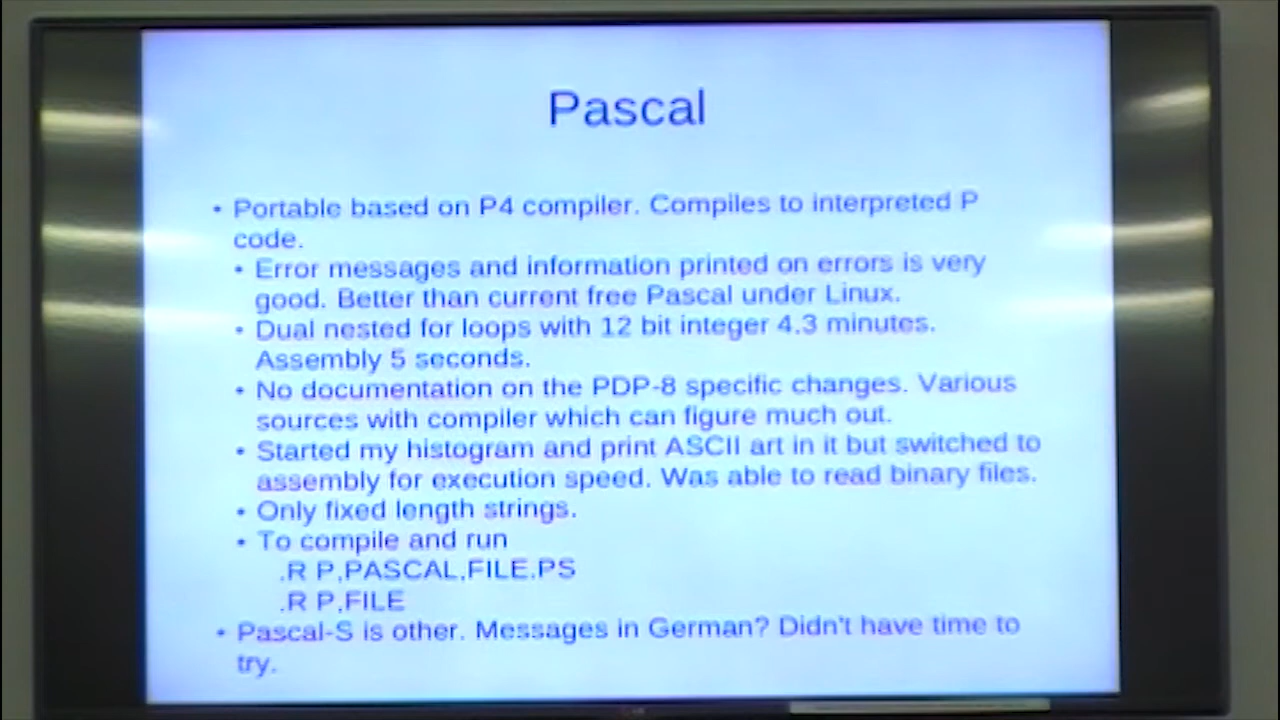 Pascal
• Portable based on P4 compiler. Compiles to interpreted P
code.
• Error messages and information printed on errors is very
good. Better than current free Pascal under Linux.
• Dual nested for loops with 12 bit integer 4.3 minutes.
Assembly 5 seconds.
• No documentation on the PDP-8 specific changes. Various
sources with compiler which can figure much out.
• Started my histogram and print ASCII art in it but switched to
assembly for execution speed. Was able to read binary files.
• Only fixed length strings.
• To compile and run
.R P,PASCAL,FILE.PS
.R P,FILE
• Pascal-S is other. Messages in German? Didn't have time to
try.